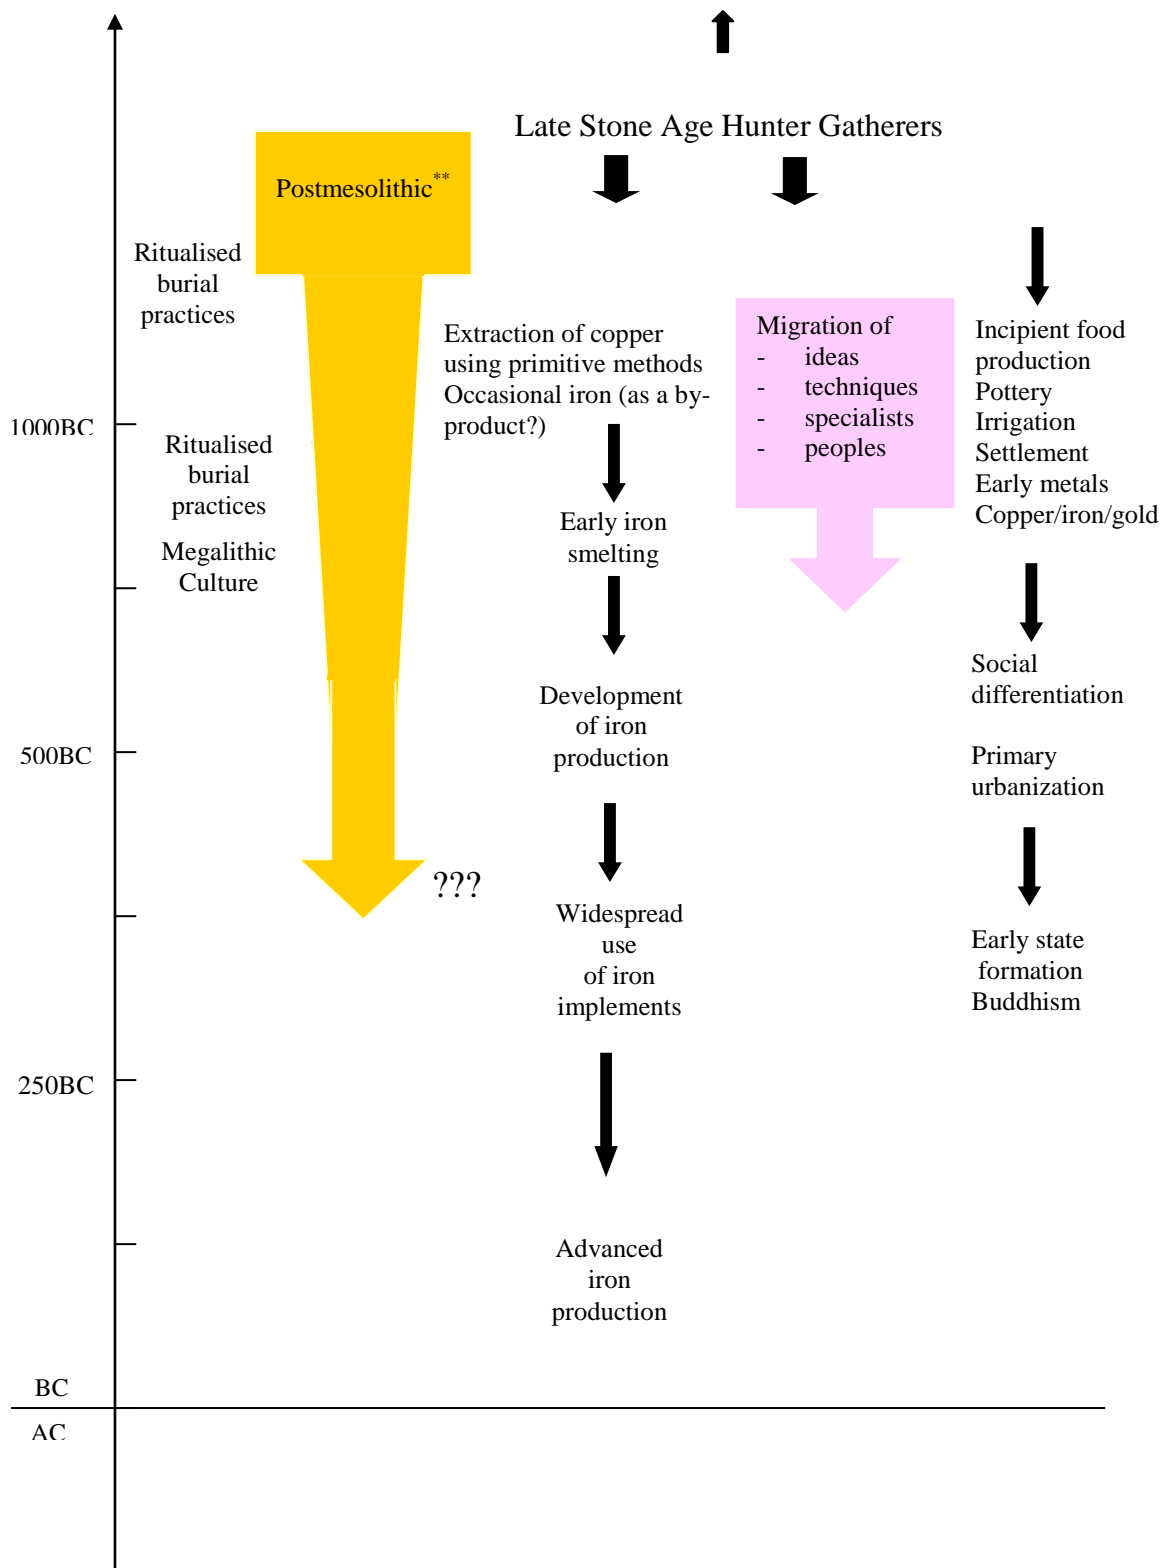 Late Stone Age Hunter Gatherers
Postmesolithic**
Ritualised
burial
practices
Ritualised
burial
practices
Megalithic
Culture
???
Extraction of copper
using primitive methods
Occasional iron (as a by-
product?)
Early iron
smelting
Development
of iron
production
Widespread
use
of iron
implements
Advanced
iron
production
Migration of
- ideas
- techniques
- specialists
- peoples
Incipient food
production
Pottery
Irrigation
Settlement
Early metals
Copper/iron/gold
Social
differentiation
Primary
urbanization
Early state
formation
Buddhism
1000BC
500BC
250BC
BC
AC